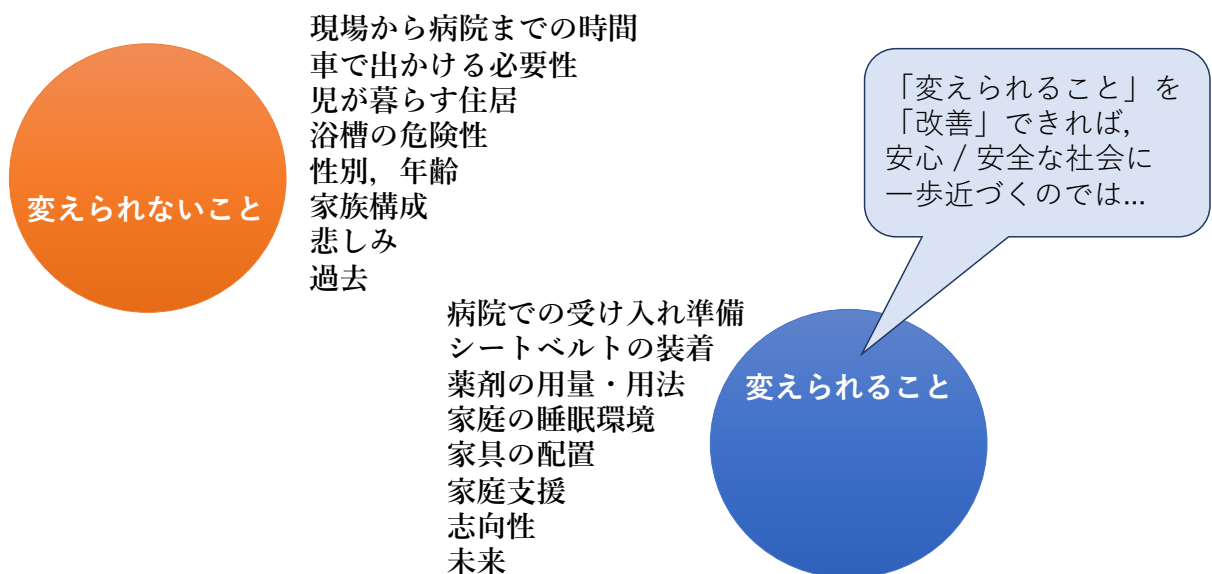 現場から病院までの時間
車で出かける必要性
児が暮らす住居
浴槽の危険性
性別，年齢
家族構成
悲しみ
過去
変えられないこと
「変えられること」を
「改善」できれば，
安心 / 安全な社会に
一歩近づくのでは...
病院での受け入れ準備
シートベルトの装着
薬剤の用量・用法
家庭の睡眠環境
家具の配置
家庭支援
志向性
未来
変えられること